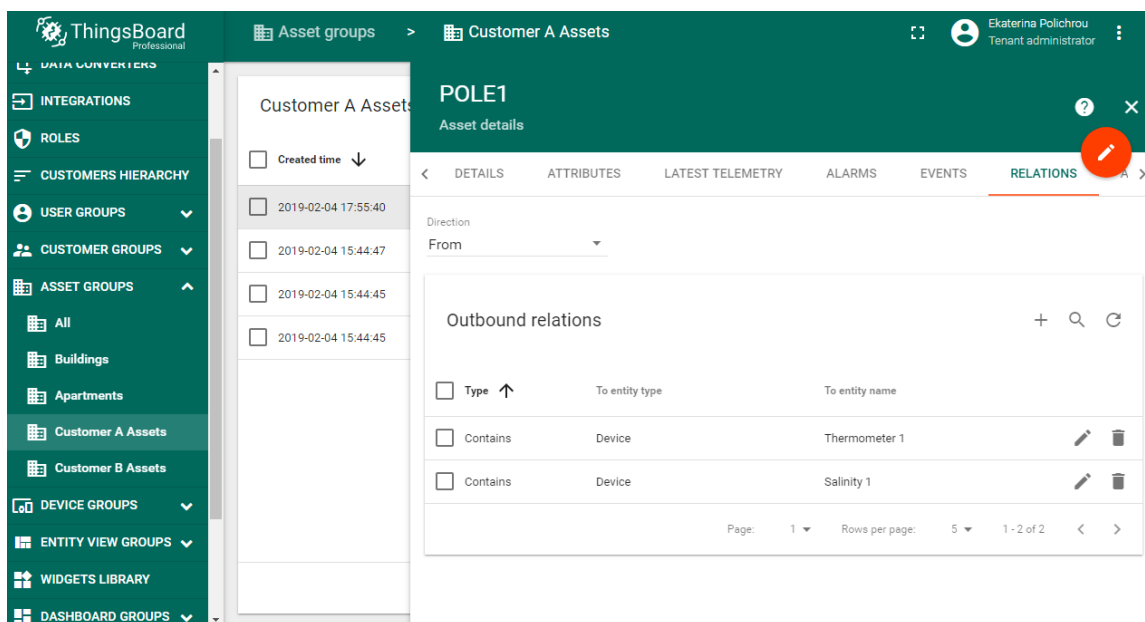 ThingsBoard
Professional
Asset groups > Customer A Assets
Ekaterina Polichrou
Tenant administrator
DATA CONVERTERS
INTEGRATIONS
ROLES
CUSTOMERS HIERARCHY
USER GROUPS
CUSTOMER GROUPS
ASSET GROUPS
All
Buildings
Apartments
Customer A Assets
Customer B Assets
DEVICE GROUPS
ENTITY VIEW GROUPS
WIDGETS LIBRARY
DASHBOARD GROUPS
Customer A Assets
Created time
2019-02-04 17:55:40
2019-02-04 15:44:47
2019-02-04 15:44:45
2019-02-04 15:44:45
POLE1
Asset details
DETAILS ATTRIBUTES LATEST TELEMETRY ALARMS EVENTS RELATIONS A
Direction
From
Outbound relations
Type To entity type To entity name
Contains Device Thermometer 1
Contains Device Salinity 1
Page: 1 Rows per page: 5 1 - 2 of 2